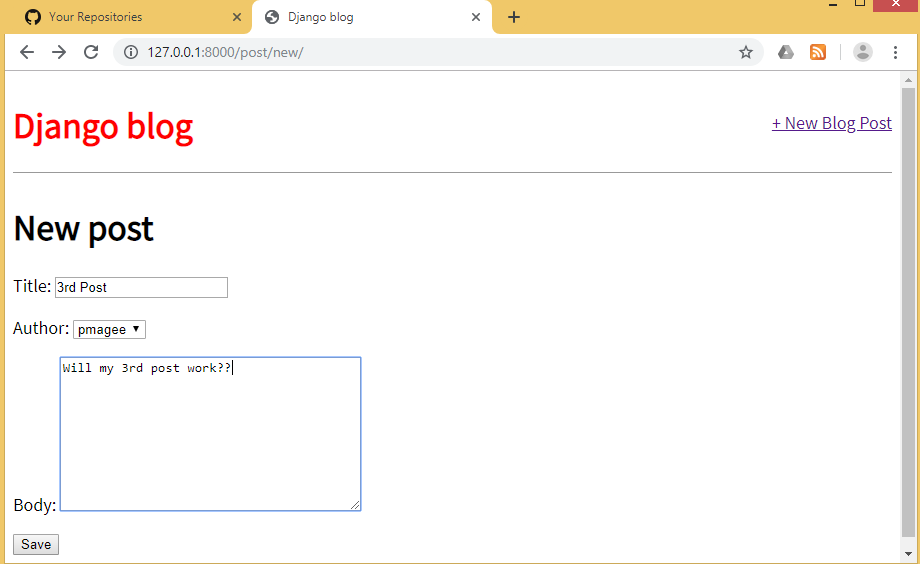 Your Repositories
Django blog
127.0.0.1:8000/post/new/
Django blog
+ New Blog Post
New post
Title: 3rd Post
Author: pmagee
Will my 3rd post work??
Body:
Save